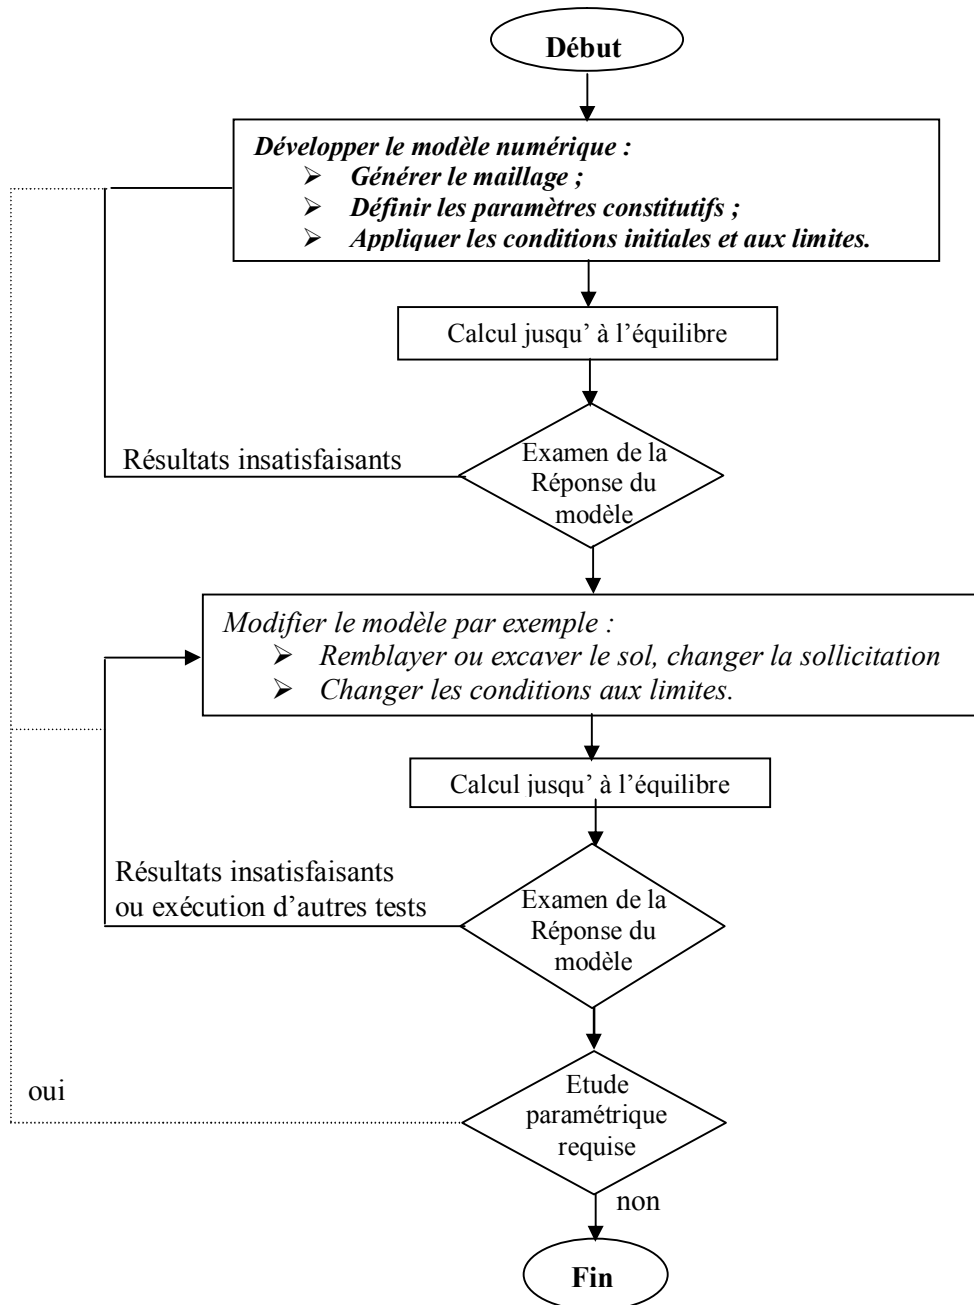 Début
Développer le modèle numérique :
➢ Générer le maillage ;
➢ Définir les paramètres constitutifs ;
➢ Appliquer les conditions initiales et aux limites.
Calcul jusqu’ à l’équilibre
Résultats insatisfaisants
Examen de la
Réponse du
modèle
Modifier le modèle par exemple :
➢ Remblayer ou excaver le sol, changer la sollicitation
➢ Changer les conditions aux limites.
Calcul jusqu’ à l’équilibre
Résultats insatisfaisants
ou exécution d’autres tests
Examen de la
Réponse du
modèle
oui
Etude
paramétrique
requise
non
Fin